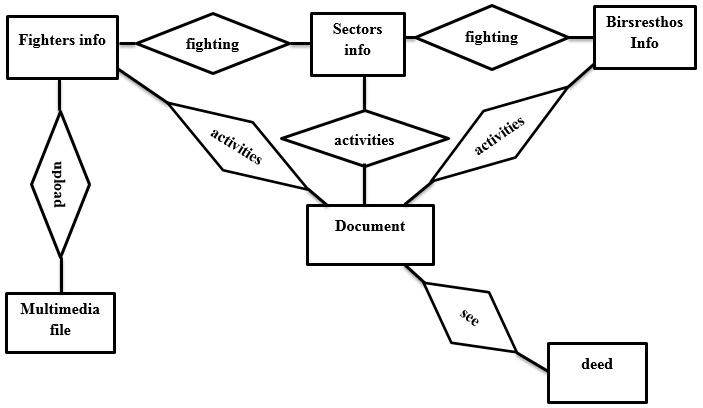 Fighters info
fighting
Sectors
info
fighting
Birsresthos
Info
activities
activities
activities
upload
Document
Multimedia
file
see
deed